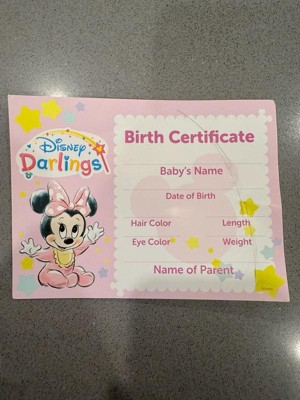 Disney
Darlings
Birth Certificate
Baby's Name
Date of Birth
Hair Color Length
Eye Color Weight
Name of Parent